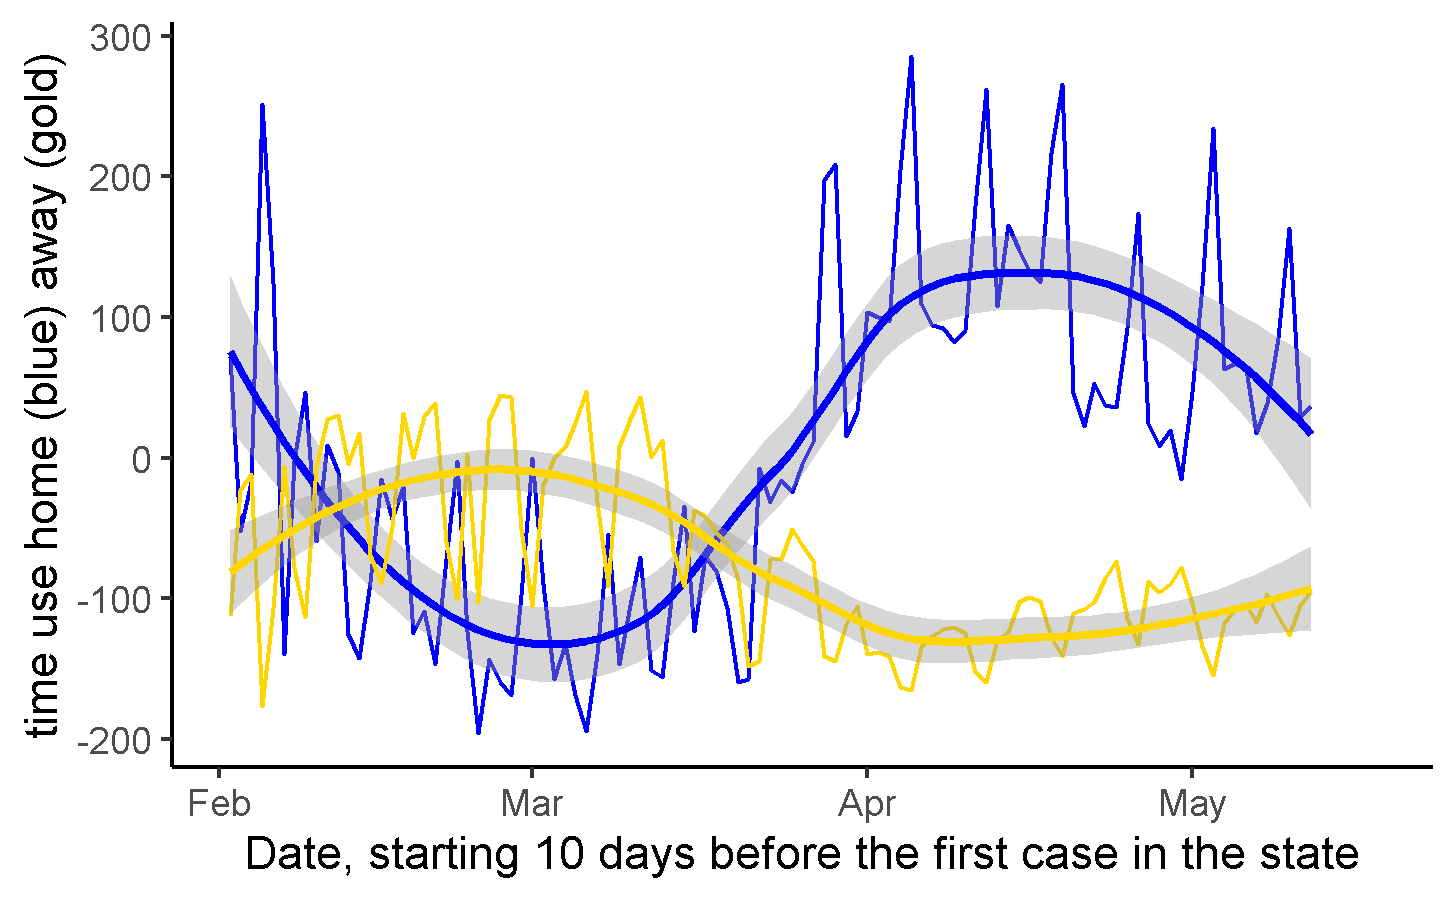 time use home (blue) away (gold)
300
200
100
0
-100
-200
Feb Mar Apr May
Date, starting 10 days before the first case in the state